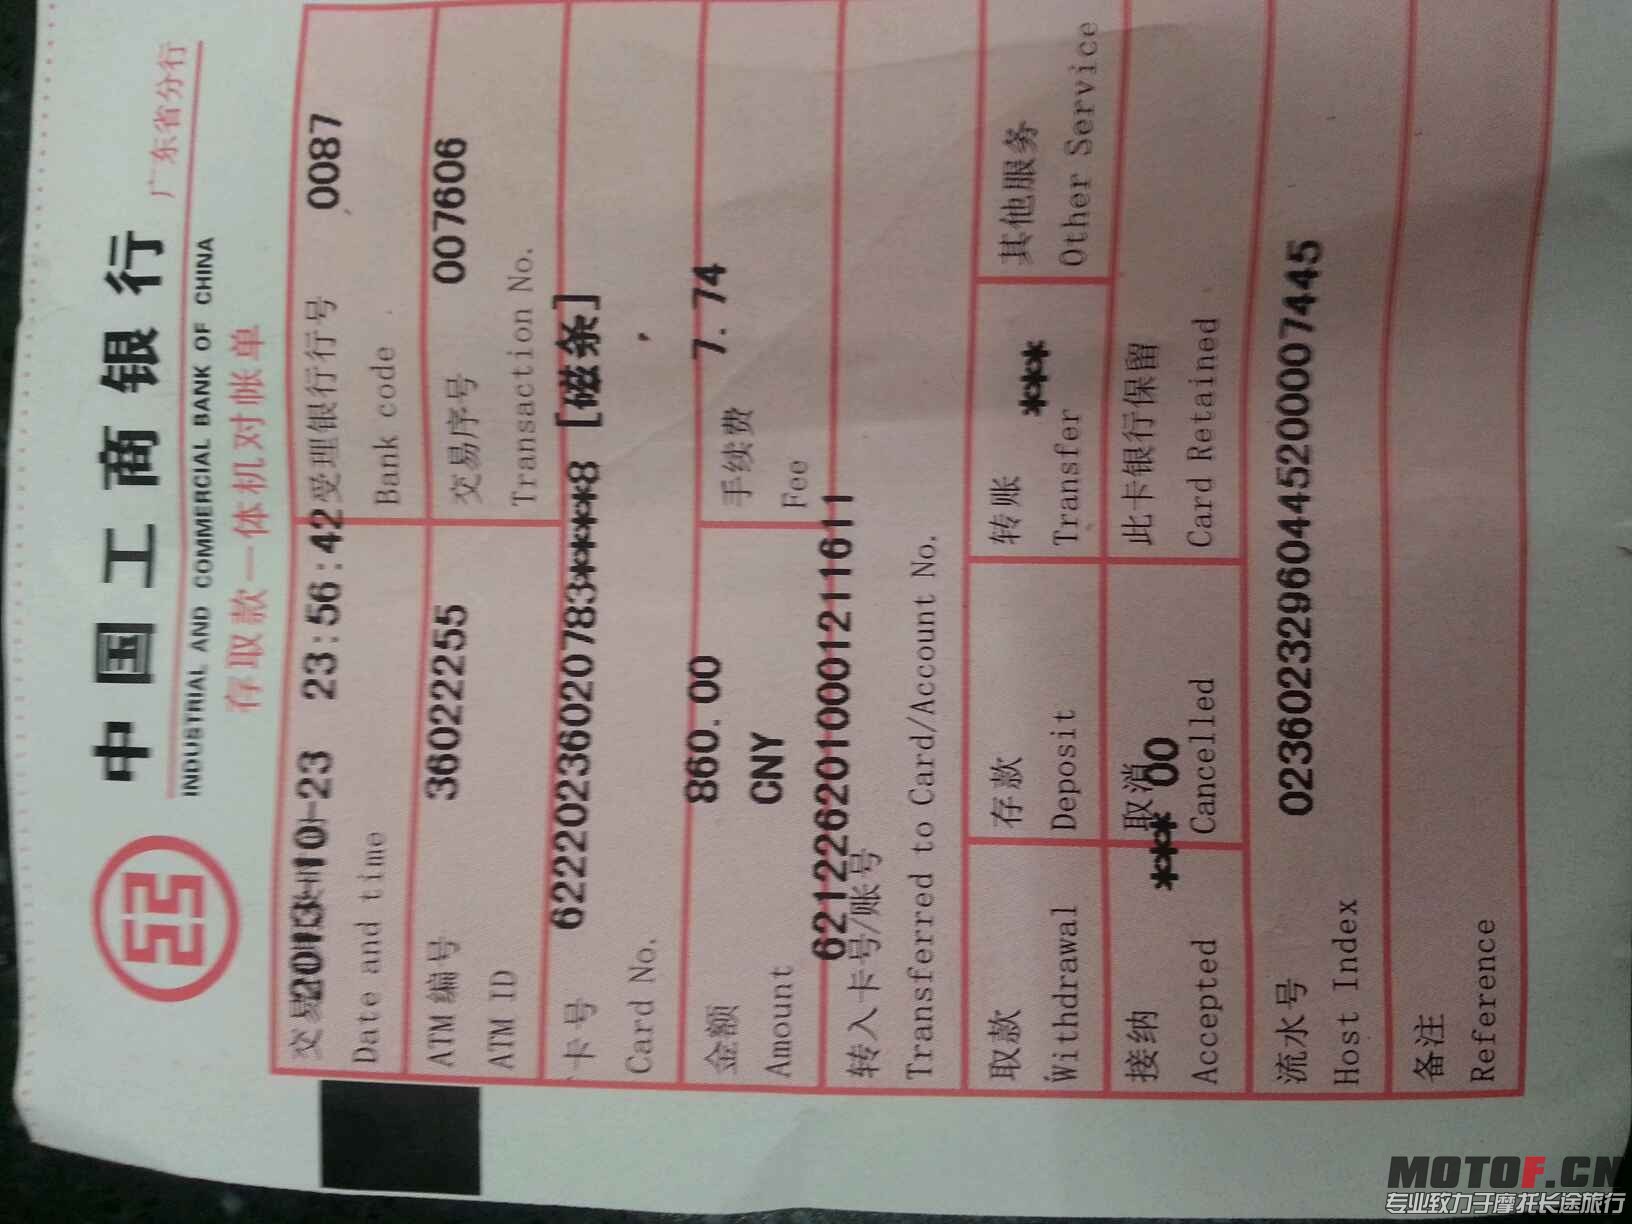 中国工商银行 广东省分行
INDUSTRIAL AND COMMERCIAL BANK OF CHINA
存取款一体机对帐单
交易 2013-10-23 23:56:42 受理银行行号 0087
Date and time Bank code
ATM 编号 36022255 交易序号 007606
ATM ID Transaction No.
卡号 6222023602020783****8 [磁条]
Card No.
金额 860.00 手续费 7.74
Amount CNY Fee
转入卡号/账号 6212262010001211611
Transferred to Card/Account No.
取款 存款 转账 *** 其他服务
Withdrawal Deposit Transfer Other Service
接纳 *** 00 取消 此卡银行保留
Accepted Cancelled Card Retained
流水号 023602329604452000007445
Host Index
备注
Reference
MOTOF.CN
专业致力于摩托长途旅行